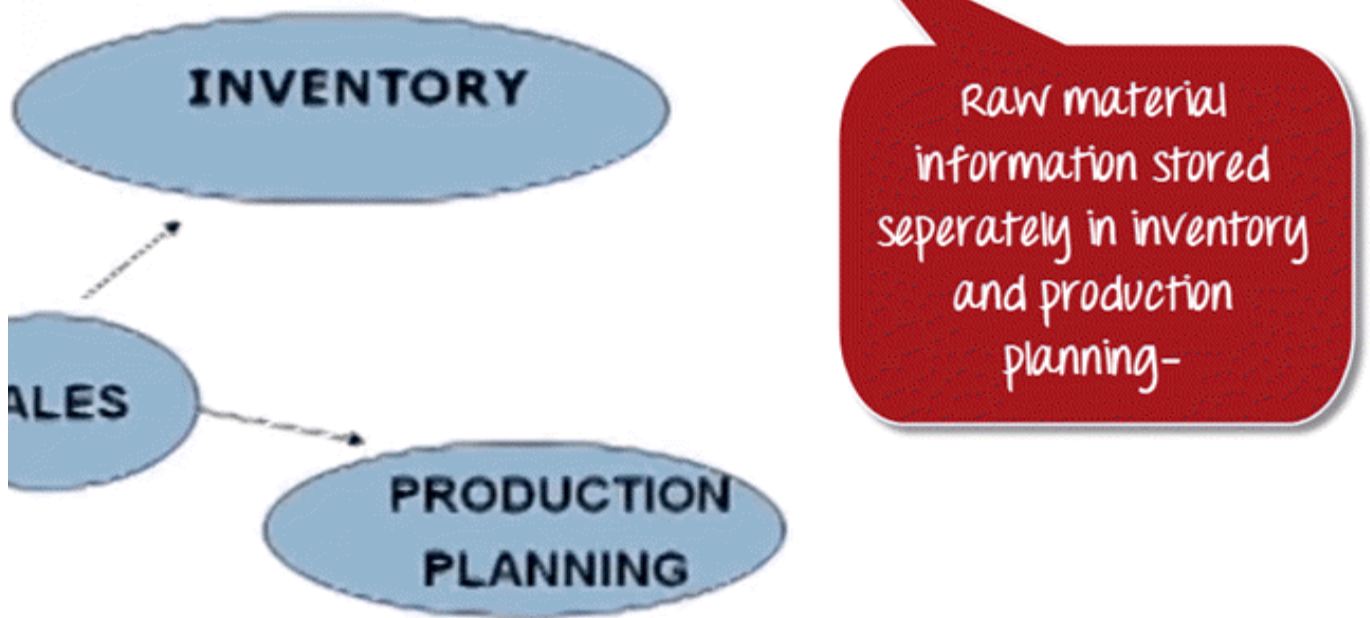 INVENTORY
Raw material
information stored
seperately in inventory
and production
planning-
ALES
PRODUCTION
PLANNING